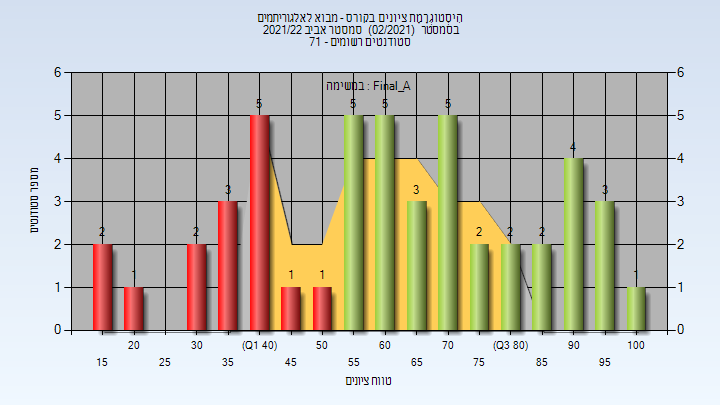 היסטוגרמת ציונים בקורס - מבוא לאלגוריתמים
בסמסטר (02/2021) סמסטר אביב 2021/22
סטודנטים רשומים - 71
במשימה : Final_A
מספר סטודנטים
6 6
5 5
4 4
3 3
2 2
1 1
0 0
2 1 2 3 5 1 1 5 5 3 5 2 2 2 4 3 1
20 30 (Q1 40) 50 60 70 (Q3 80) 90 100
15 25 35 45 55 65 75 85 95
טווח ציונים